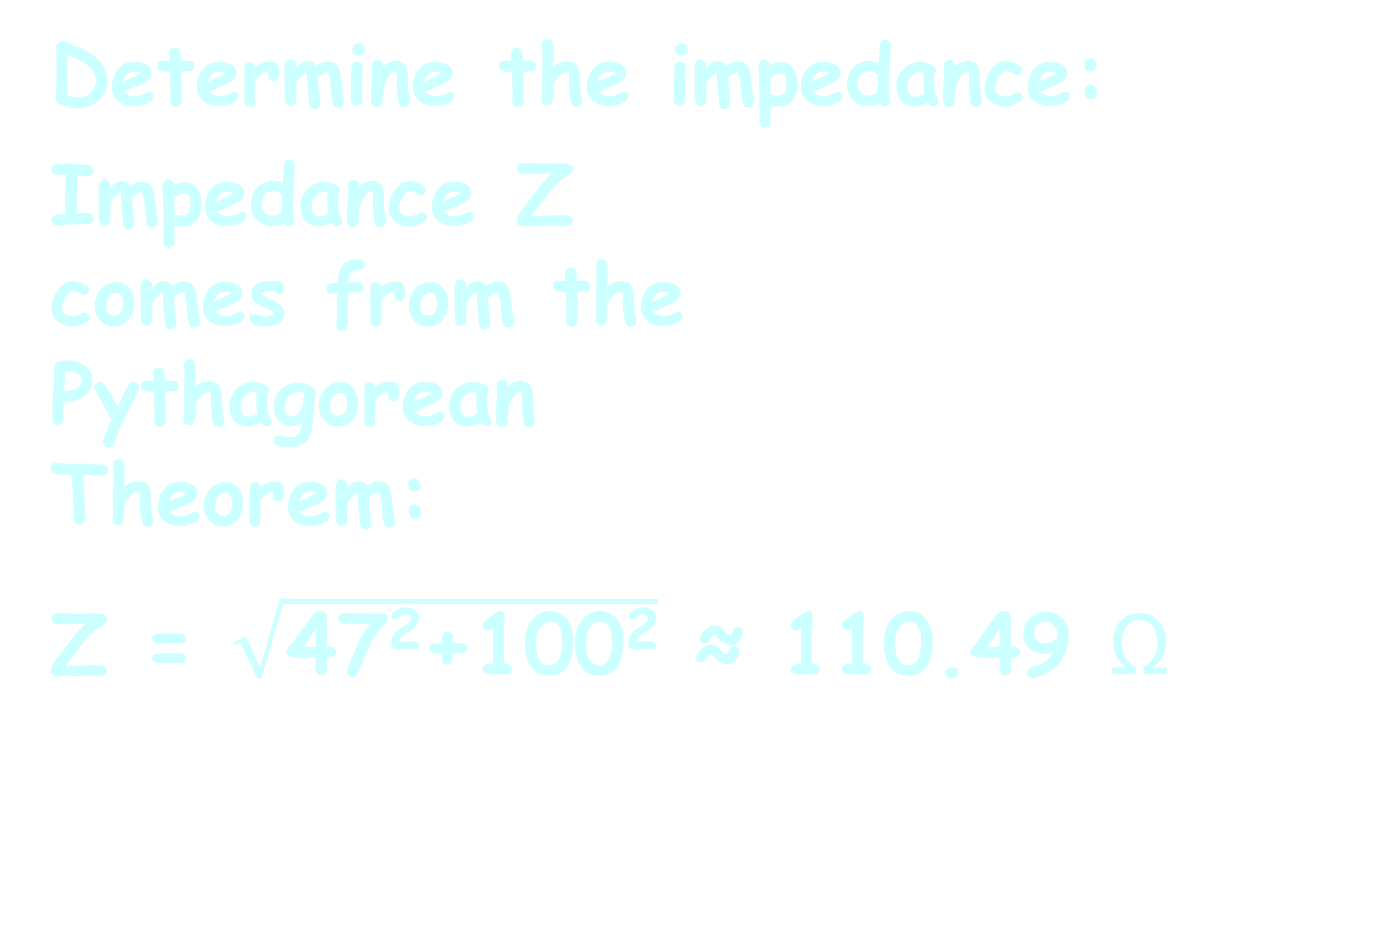 Determine the impedance:
Impedance Z
comes from the
Pythagorean
Theorem:
Z = √47²+100² ≈ 110.49 Ω